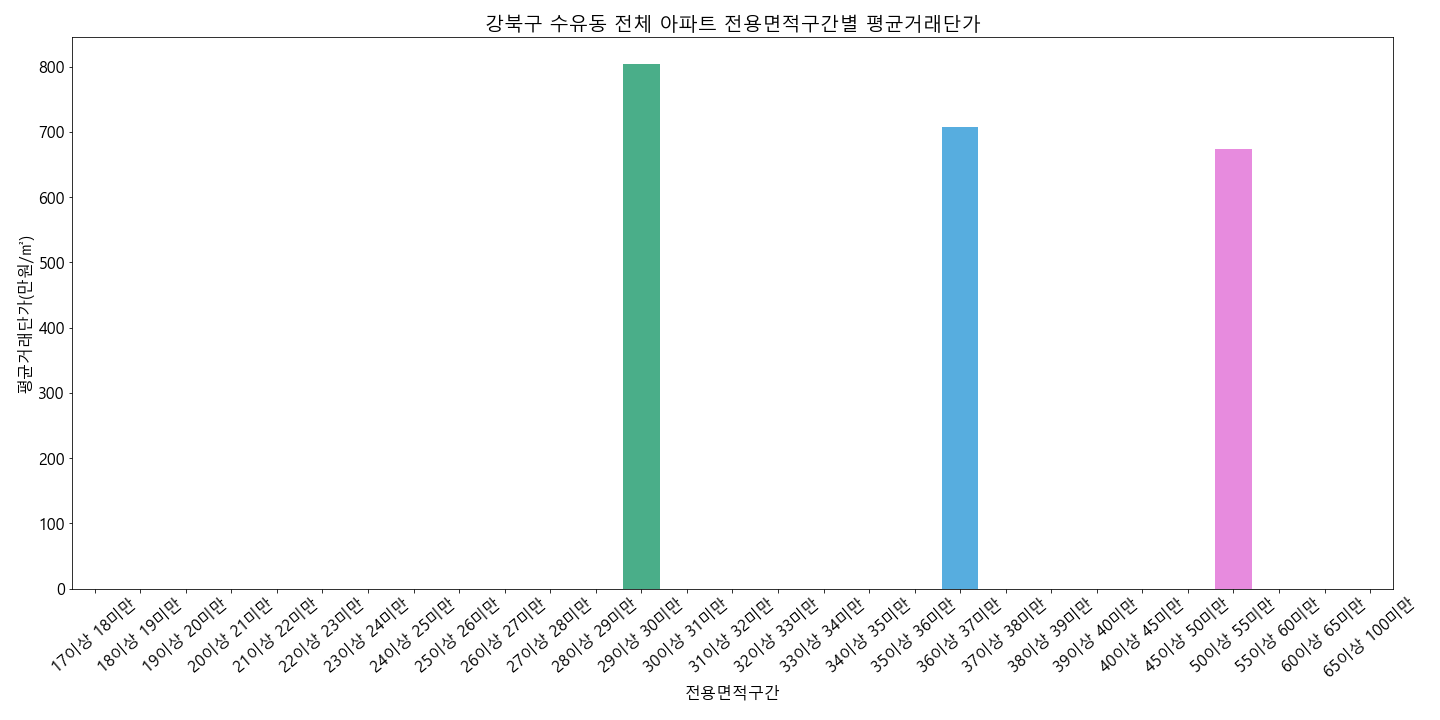 강북구 수유동 전체 아파트 전용면적구간별 평균거래단가
평균거래단가(만원/㎡)
800
700
600
500
400
300
200
100
0
17이상 18미만
18이상 19미만
19이상 20미만
20이상 21미만
21이상 22미만
22이상 23미만
23이상 24미만
24이상 25미만
25이상 26미만
26이상 27미만
27이상 28미만
28이상 29미만
29이상 30미만
30이상 31미만
31이상 32미만
32이상 33미만
33이상 34미만
34이상 35미만
35이상 36미만
36이상 37미만
37이상 38미만
38이상 39미만
39이상 40미만
40이상 45미만
45이상 50미만
50이상 55미만
55이상 60미만
60이상 65미만
65이상 100미만
전용면적구간